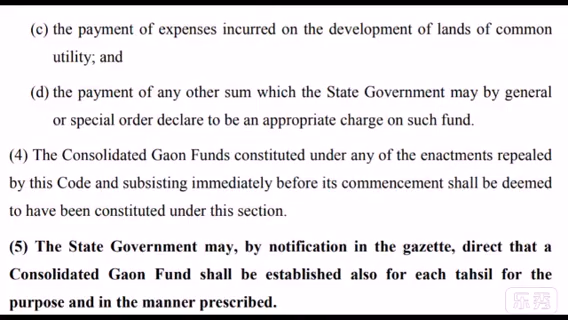 (c) the payment of expenses incurred on the development of lands of common
utility; and
(d) the payment of any other sum which the State Government may by general
or special order declare to be an appropriate charge on such fund.
(4) The Consolidated Gaon Funds constituted under any of the enactments repealed
by this Code and subsisting immediately before its commencement shall be deemed
to have been constituted under this section.
(5) The State Government may, by notification in the gazette, direct that a
Consolidated Gaon Fund shall be established also for each tahsil for the
purpose and in the manner prescribed.
乐秀